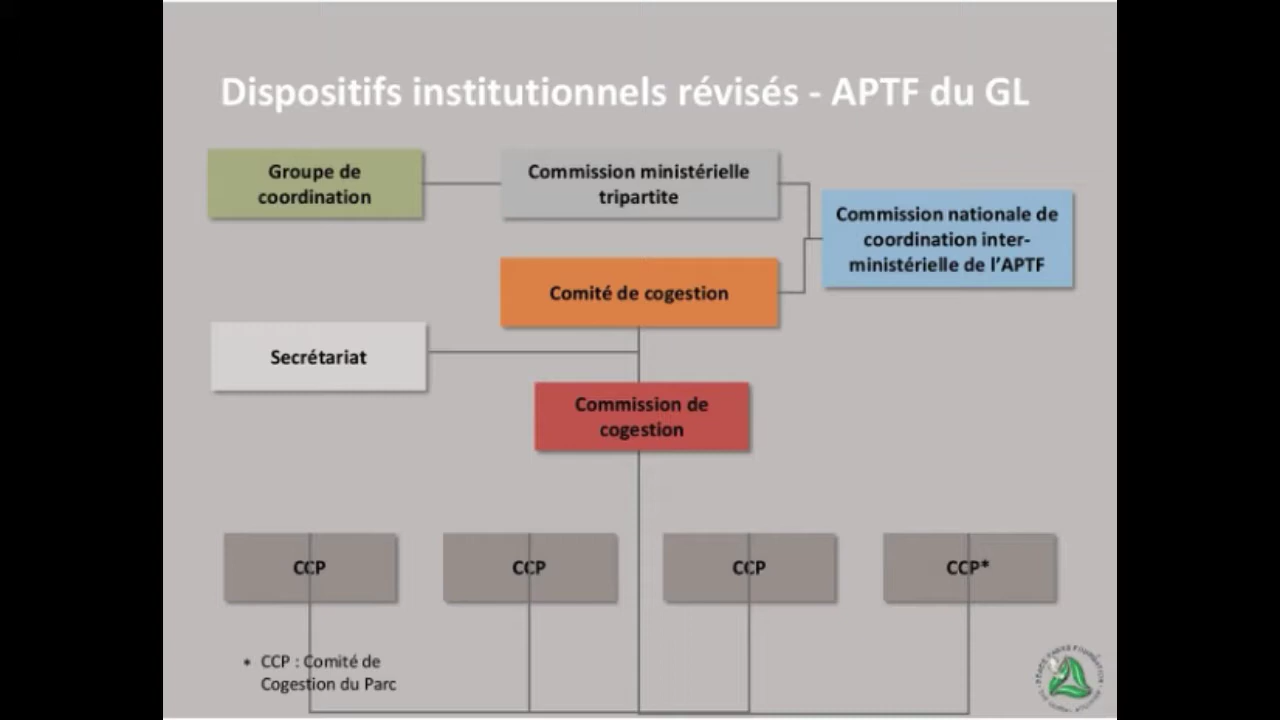 Dispositifs institutionnels révisés - APTF du GL
Groupe de
coordination
Commission ministérielle
tripartite
Commission nationale de
coordination inter-
ministérielle de l'APTF
Comité de cogestion
Secrétariat
Commission de
cogestion
CCP
CCP
CCP
CCP*
• CCP : Comité de
Cogestion du Parc